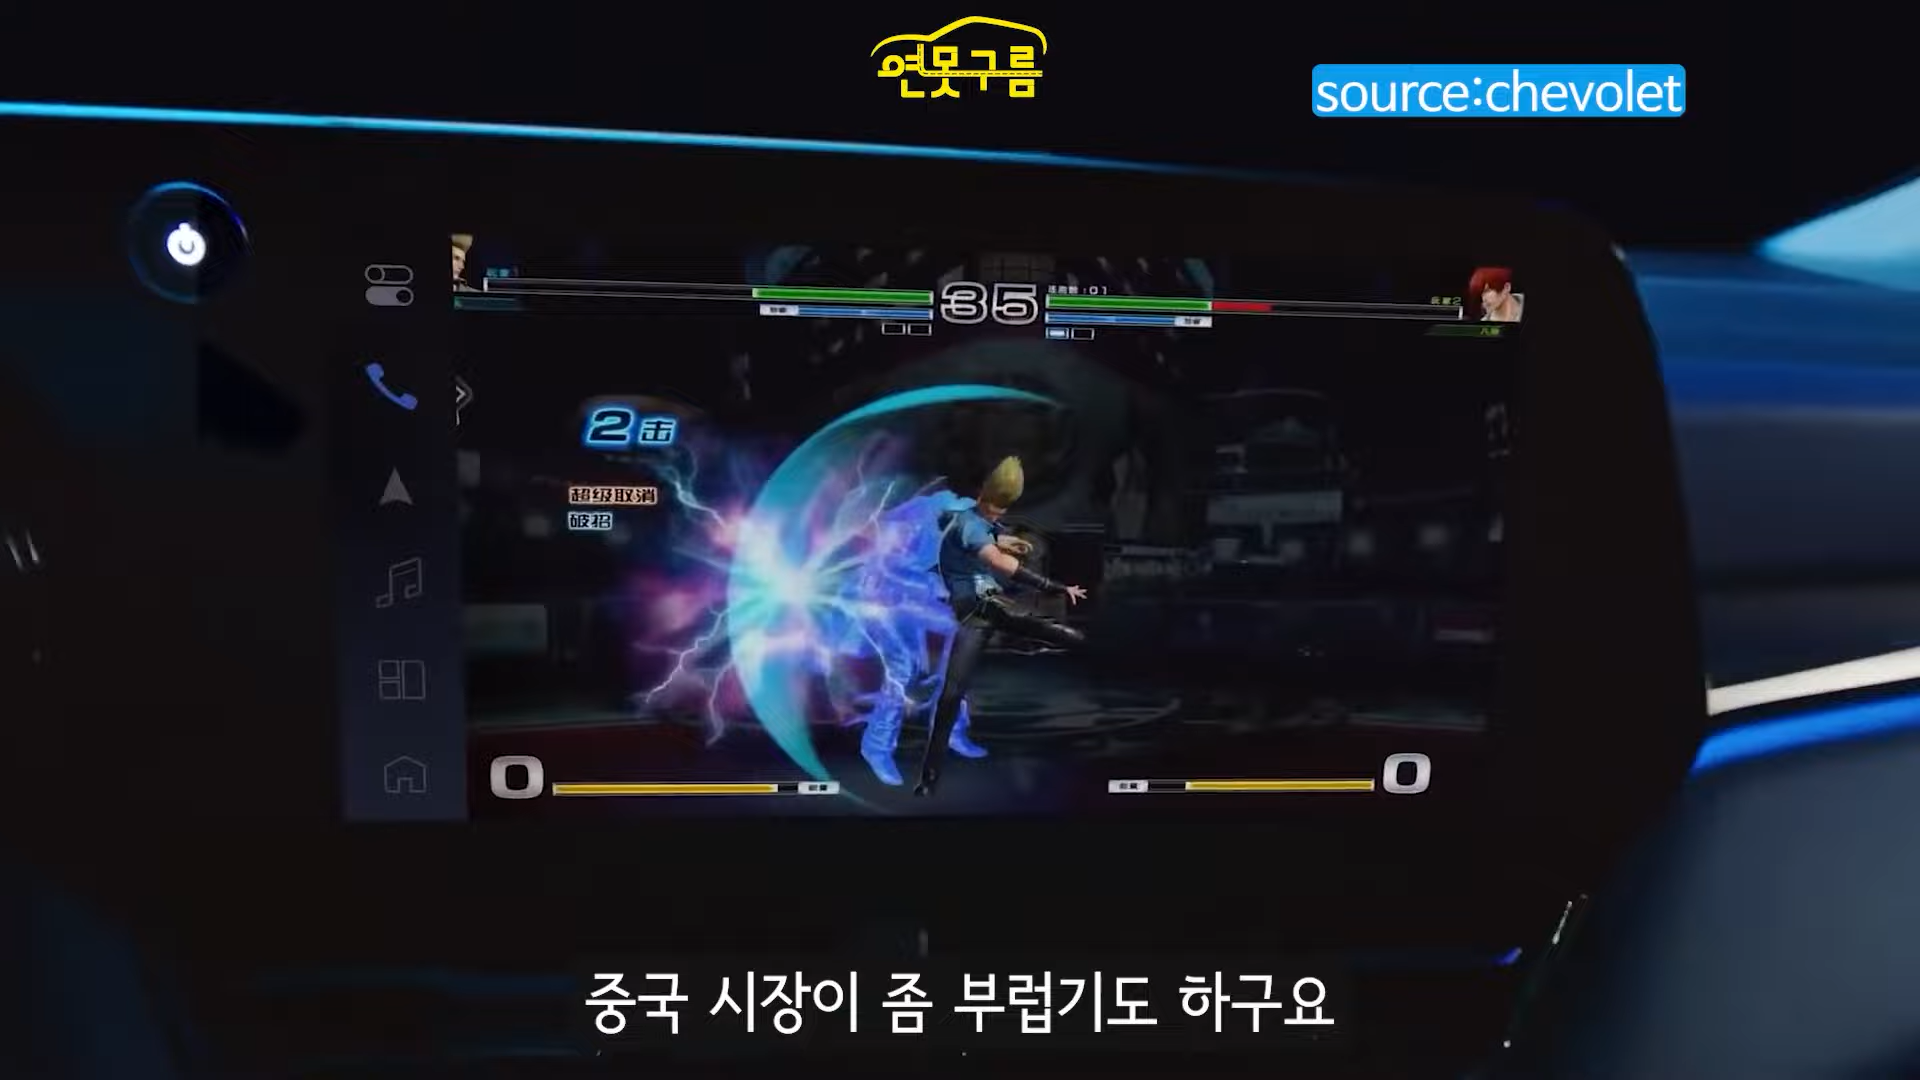 연못구름
source:chevolet
35
2 击
超级取消
破招
0
0
중국 시장이 좀 부럽기도 하구요